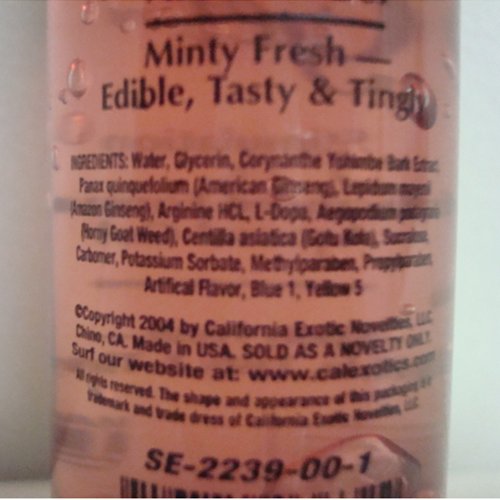 Minty Fresh —
Edible, Tasty & Tingly
INGREDIENTS: Water, Glycerin, Corynanthe Yohimbe Bark Extract,
Panax quinquefolium (American Ginseng), Lepidum meyenii
(Amazon Ginseng), Arginine HCL, L-Dopa, Aegopodium podagraria
(Horny Goat Weed), Centilla asiatica (Gotu Kola), Sucralose,
Carbomer, Potassium Sorbate, Methylparaben, Propylparaben,
Artifical Flavor, Blue 1, Yellow 5
©Copyright 2004 by California Exotic Novelties, LLC.
Chino, CA. Made in USA. SOLD AS A NOVELTY ONLY.
Surf our website at: www.calexotics.com
All rights reserved. The shape and appearance of this packaging is a
trademark and trade dress of California Exotic Novelties, LLC.
SE-2239-00-1